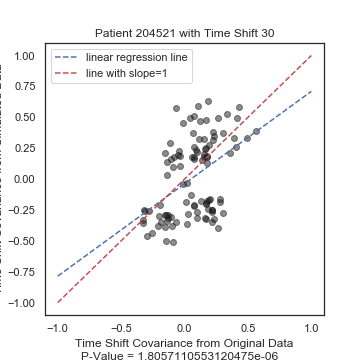 Patient 204521 with Time Shift 30
linear regression line
line with slope=1
1.00
0.75
0.50
0.25
0.00
−0.25
−0.50
−0.75
−1.00
−1.0 −0.5 0.0 0.5 1.0
Time Shift Covariance from Original Data
P-Value = 1.8057110553120475e-06